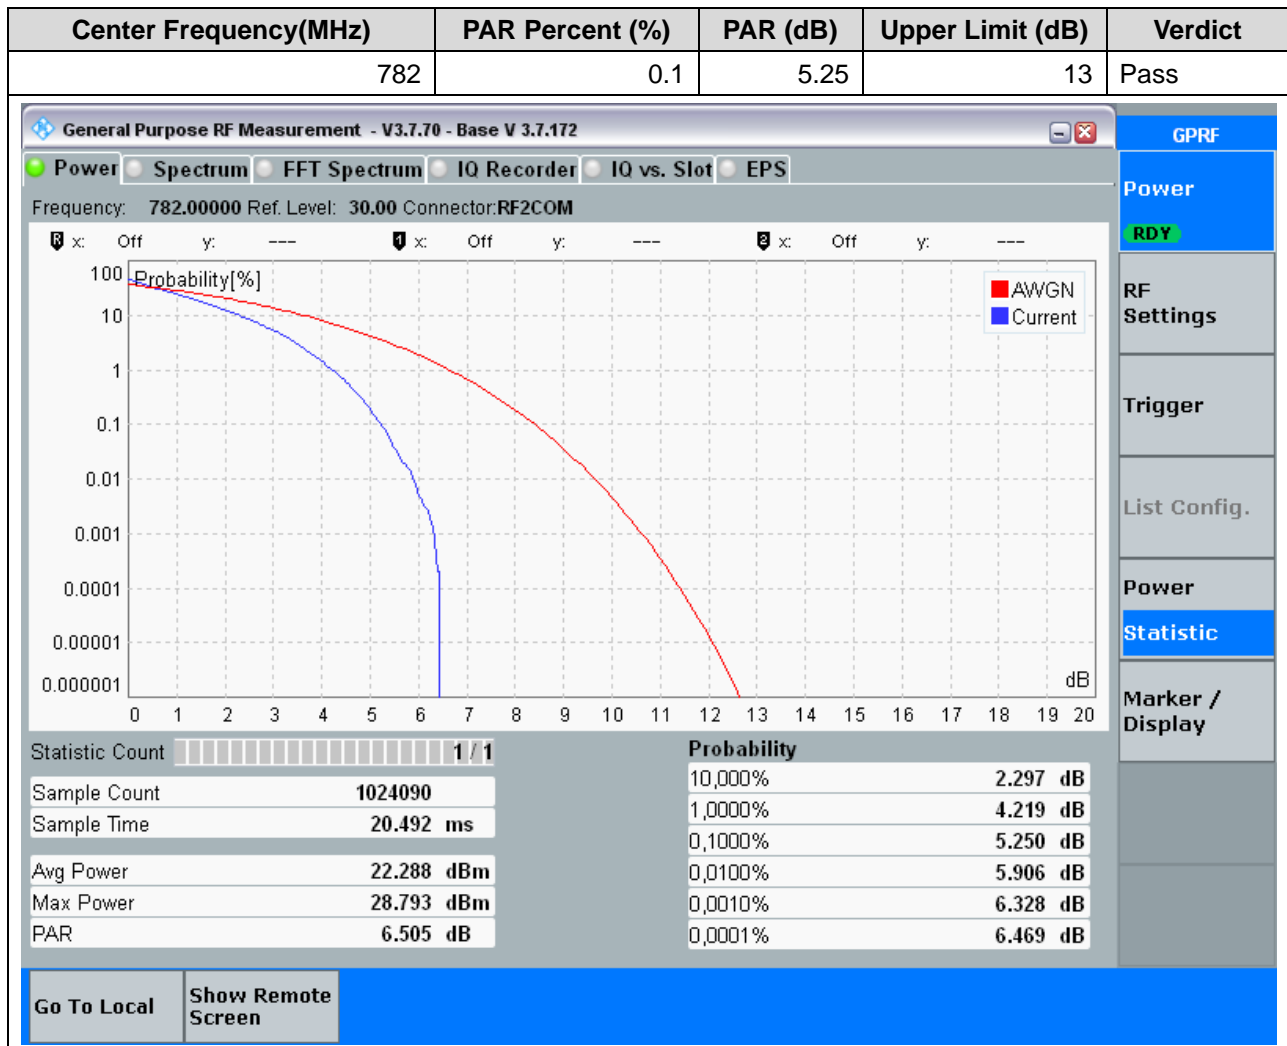 Center Frequency(MHz) PAR Percent (%) PAR (dB) Upper Limit (dB) Verdict
782 0.1 5.25 13 Pass
General Purpose RF Measurement - V3.7.70 - Base V 3.7.172
GPRF
Power Spectrum FFT Spectrum IQ Recorder IQ vs. Slot EPS
Frequency: 782.00000 Ref. Level: 30.00 Connector:RF2COM
R x: Off y: --- 1 x: Off y: --- 2 x: Off y: ---
Probability[%]
AWGN
Current
100
10
1
0.1
0.01
0.001
0.0001
0.00001
0.000001
dB
0 1 2 3 4 5 6 7 8 9 10 11 12 13 14 15 16 17 18 19 20
Statistic Count 1 / 1
Sample Count 1024090
Sample Time 20.492 ms
Avg Power 22.288 dBm
Max Power 28.793 dBm
PAR 6.505 dB
Probability
10,000% 2.297 dB
1,0000% 4.219 dB
0,1000% 5.250 dB
0,0100% 5.906 dB
0,0010% 6.328 dB
0,0001% 6.469 dB
Power
RDY
RF
Settings
Trigger
List Config.
Power
Statistic
Marker /
Display
Go To Local
Show Remote
Screen